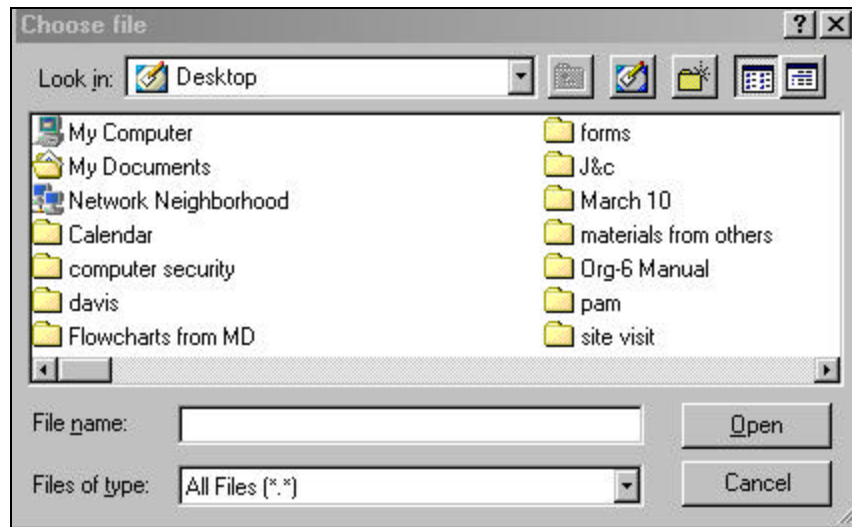 Choose file
Look in: Desktop
My Computer
My Documents
Network Neighborhood
Calendar
computer security
davis
Flowcharts from MD
forms
J&c
March 10
materials from others
Org-6 Manual
pam
site visit
File name:
Open
Files of type: All Files (*.*)
Cancel